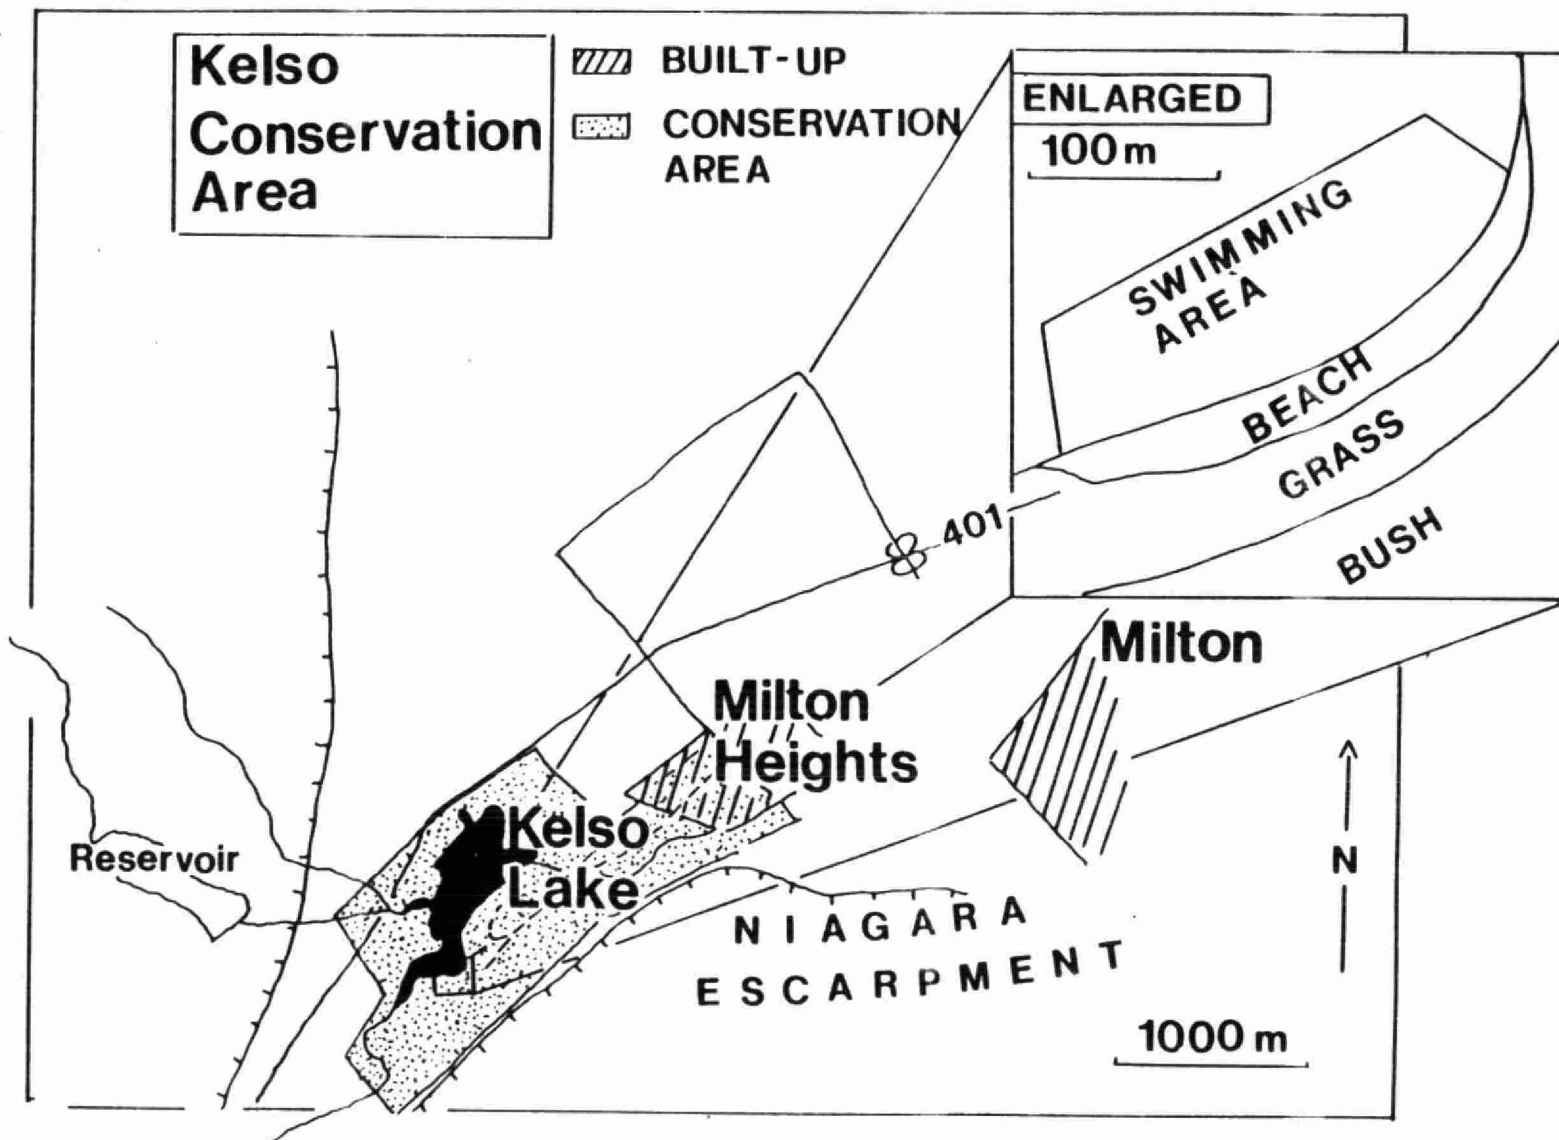 Kelso
Conservation
Area
BUILT-UP
CONSERVATION
AREA
ENLARGED
100 m
SWIMMING
AREA
BEACH
GRASS
BUSH
401
Milton
Milton
Heights
Kelso
Lake
Reservoir
N
NIAGARA
ESCARPMENT
1000 m